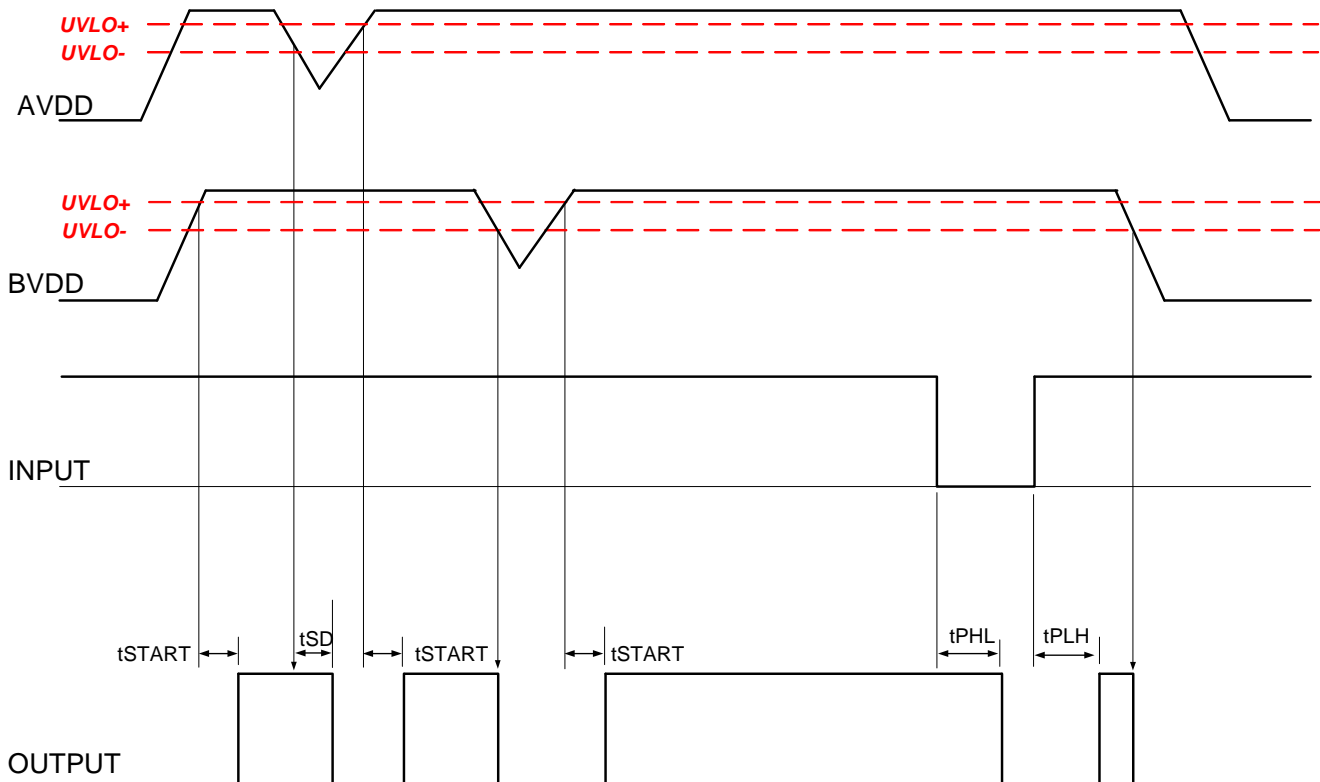 UVLO+
UVLO-
AVDD
UVLO+
UVLO-
BVDD
INPUT
tSTART
tSD
tSTART
tSTART
tPHL
tPLH
OUTPUT